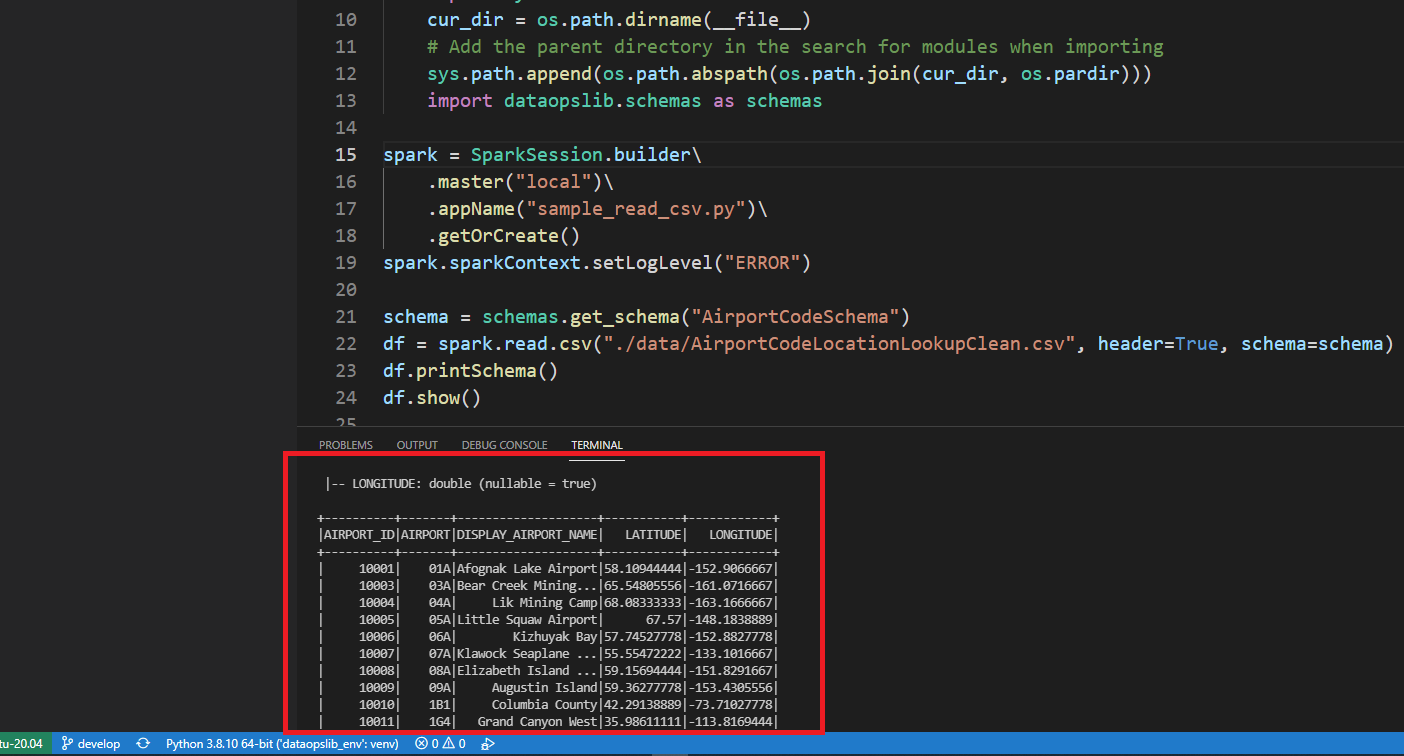 10 cur_dir = os.path.dirname(__file__)
11 # Add the parent directory in the search for modules when importing
12 sys.path.append(os.path.abspath(os.path.join(cur_dir, os.pardir)))
13 import dataopslib.schemas as schemas
14
15 spark = SparkSession.builder\
16 .master("local")\
17 .appName("sample_read_csv.py")\
18 .getOrCreate()
19 spark.sparkContext.setLogLevel("ERROR")
20
21 schema = schemas.get_schema("AirportCodeSchema")
22 df = spark.read.csv("./data/AirportCodeLocationLookupClean.csv", header=True, schema=schema)
23 df.printSchema()
24 df.show()
25
PROBLEMS OUTPUT DEBUG CONSOLE TERMINAL
|-- LONGITUDE: double (nullable = true)
+----------+-------+--------------------+-----------+------------+
|AIRPORT_ID|AIRPORT|DISPLAY_AIRPORT_NAME|   LATITUDE|   LONGITUDE|
+----------+-------+--------------------+-----------+------------+
|     10001|    01A|Afognak Lake Airport|58.10944444|-152.9066667|
|     10003|    03A|Bear Creek Mining...|65.54805556|-161.0716667|
|     10004|    04A|     Lik Mining Camp|68.08333333|-163.1666667|
|     10005|    05A|Little Squaw Airport|      67.57|-148.1838889|
|     10006|    06A|        Kizhuyak Bay|57.74527778|-152.8827778|
|     10007|    07A|Klawock Seaplane ...|55.55472222|-133.1016667|
|     10008|    08A|Elizabeth Island ...|59.15694444|-151.8291667|
|     10009|    09A|     Augustin Island|59.36277778|-153.4305556|
|     10010|    1B1|     Columbia County|42.29138889|-73.71027778|
|     10011|    1G4|   Grand Canyon West|35.98611111|-113.8169444|
tu-20.04 develop Python 3.8.10 64-bit ('dataopslib_env': venv) 0 0